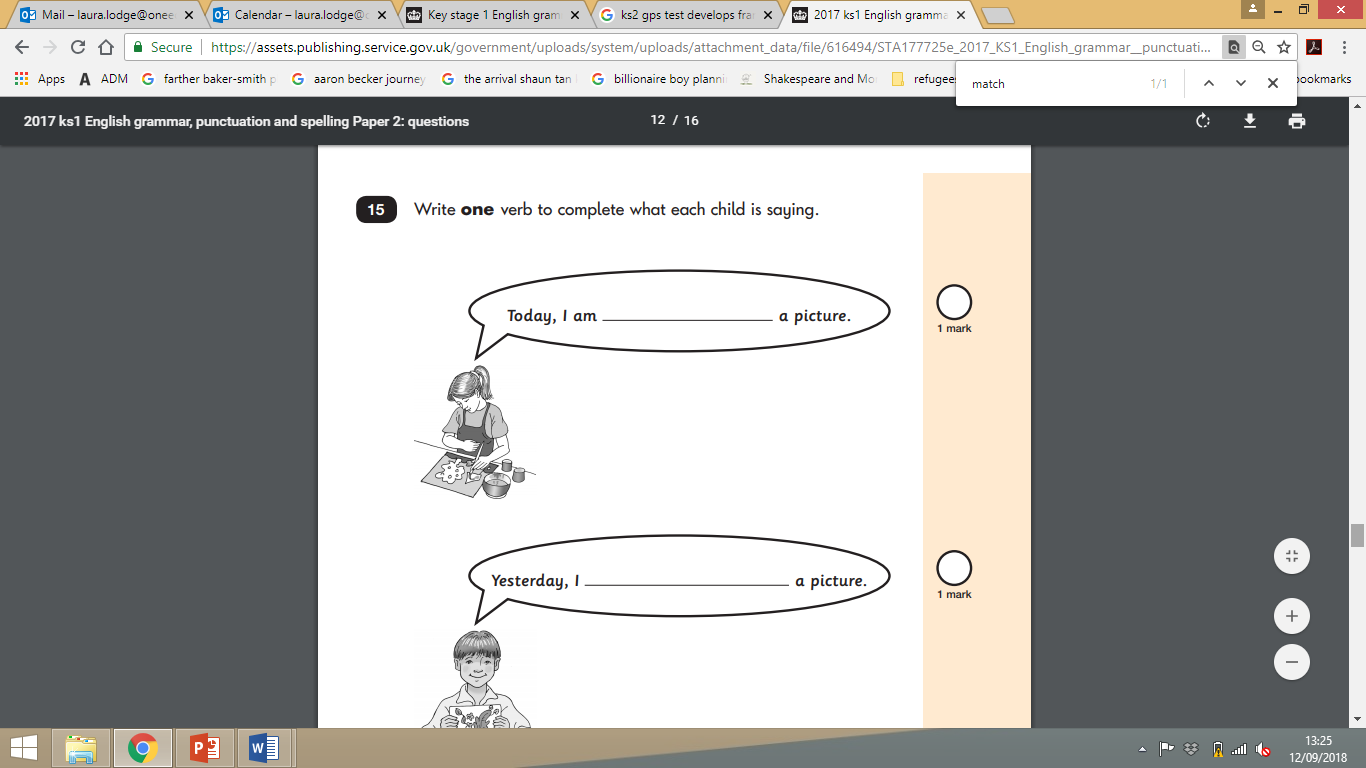 Mail – laura.lodge@onee
Calendar – laura.lodge@o
Key stage 1 English gram
ks2 gps test develops fra
2017 ks1 English gramma
Secure
https://assets.publishing.service.gov.uk/government/uploads/system/uploads/attachment_data/file/616494/STA177725e_2017_KS1_English_grammar__punctuati...
Apps
ADM
farther baker-smith p
aaron becker journey
the arrival shaun tan
billionaire boy planni
Shakespeare and Mo
refugees
bookmarks
match
1/1
2017 ks1 English grammar, punctuation and spelling Paper 2: questions
12 / 16
15 Write one verb to complete what each child is saying.
Today, I am ____________________ a picture.
1 mark
Yesterday, I ________________________ a picture.
1 mark
13:25
12/09/2018